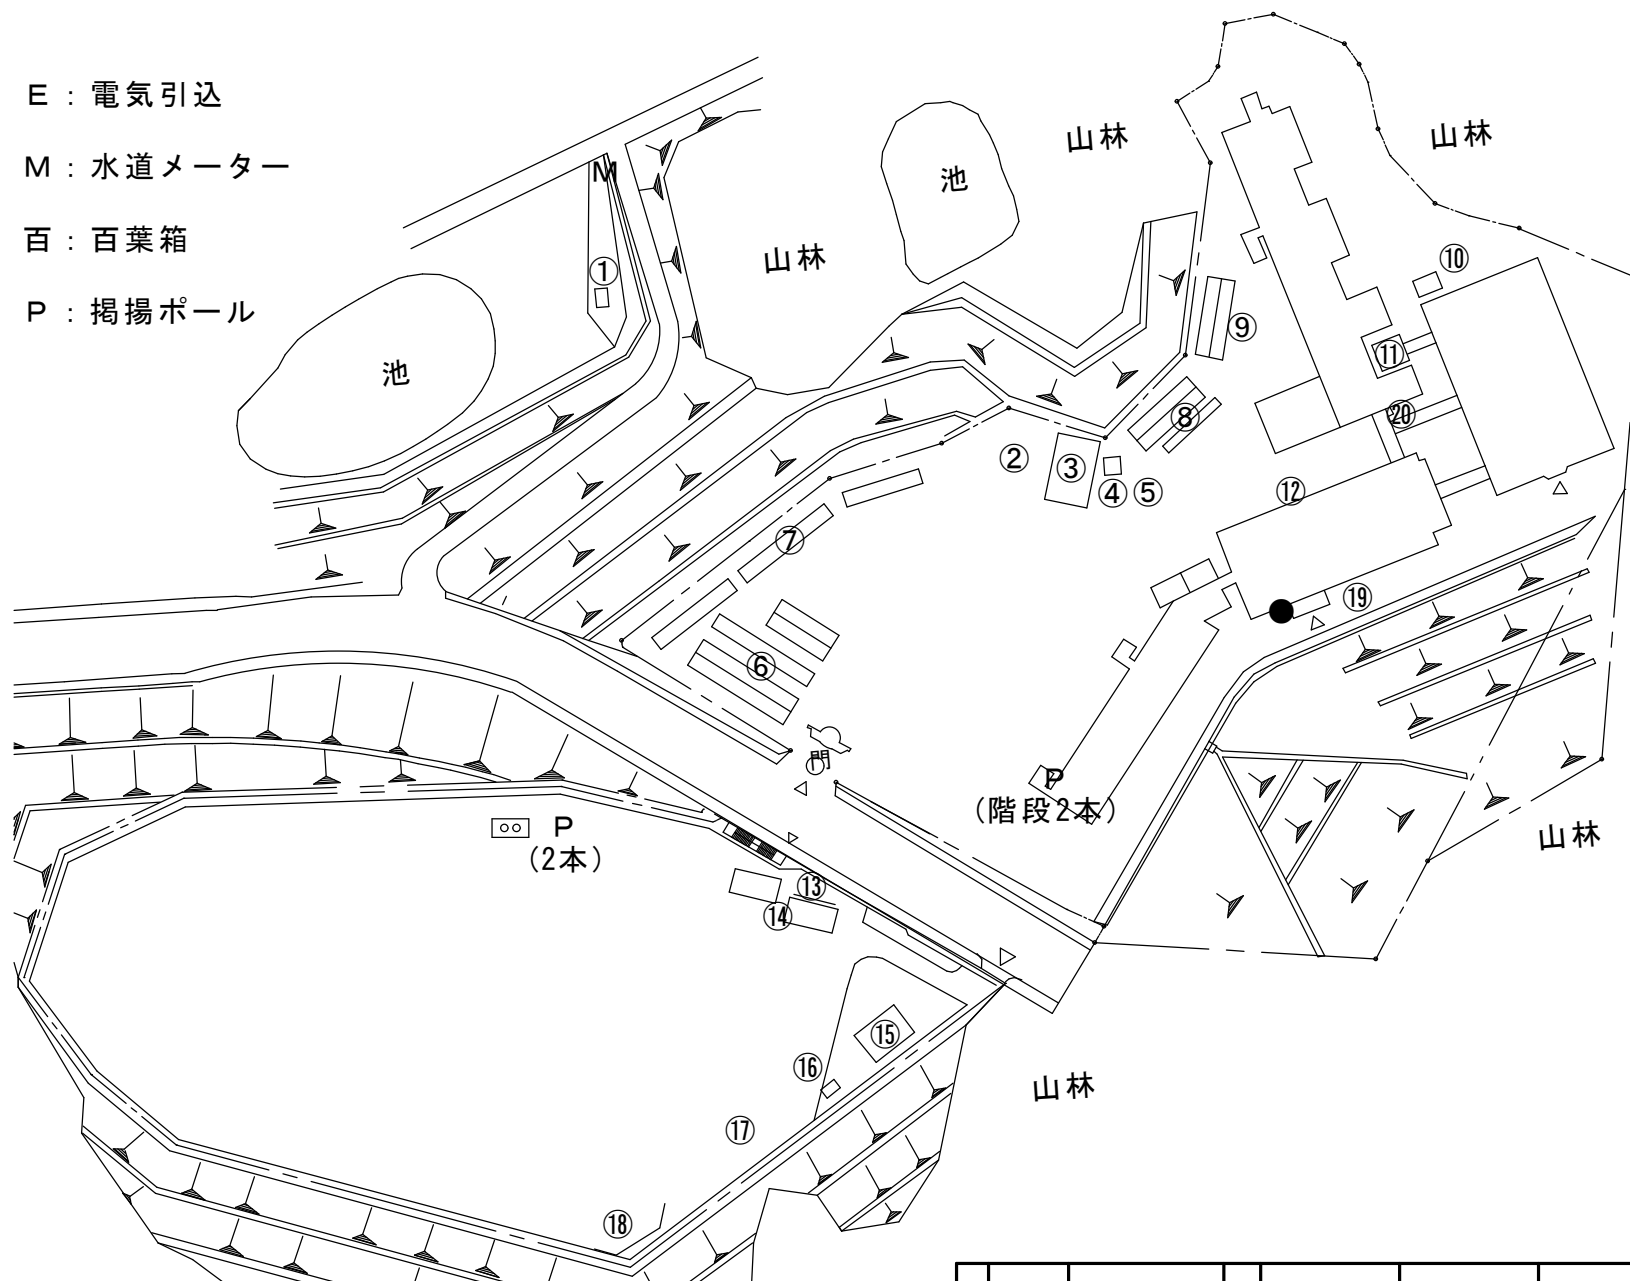 E：電気引込
M：水道メーター
百：百葉箱
P：掲揚ポール
M
①
池
山林
池
山林
山林
⑩
⑨
⑪
⑧
⑳
②
③
④⑤
⑫
⑦
⑲
⑥
門
P
(階段2本)
P
(2本)
⑬
⑭
山林
⑮
⑯
山林
⑰
⑱